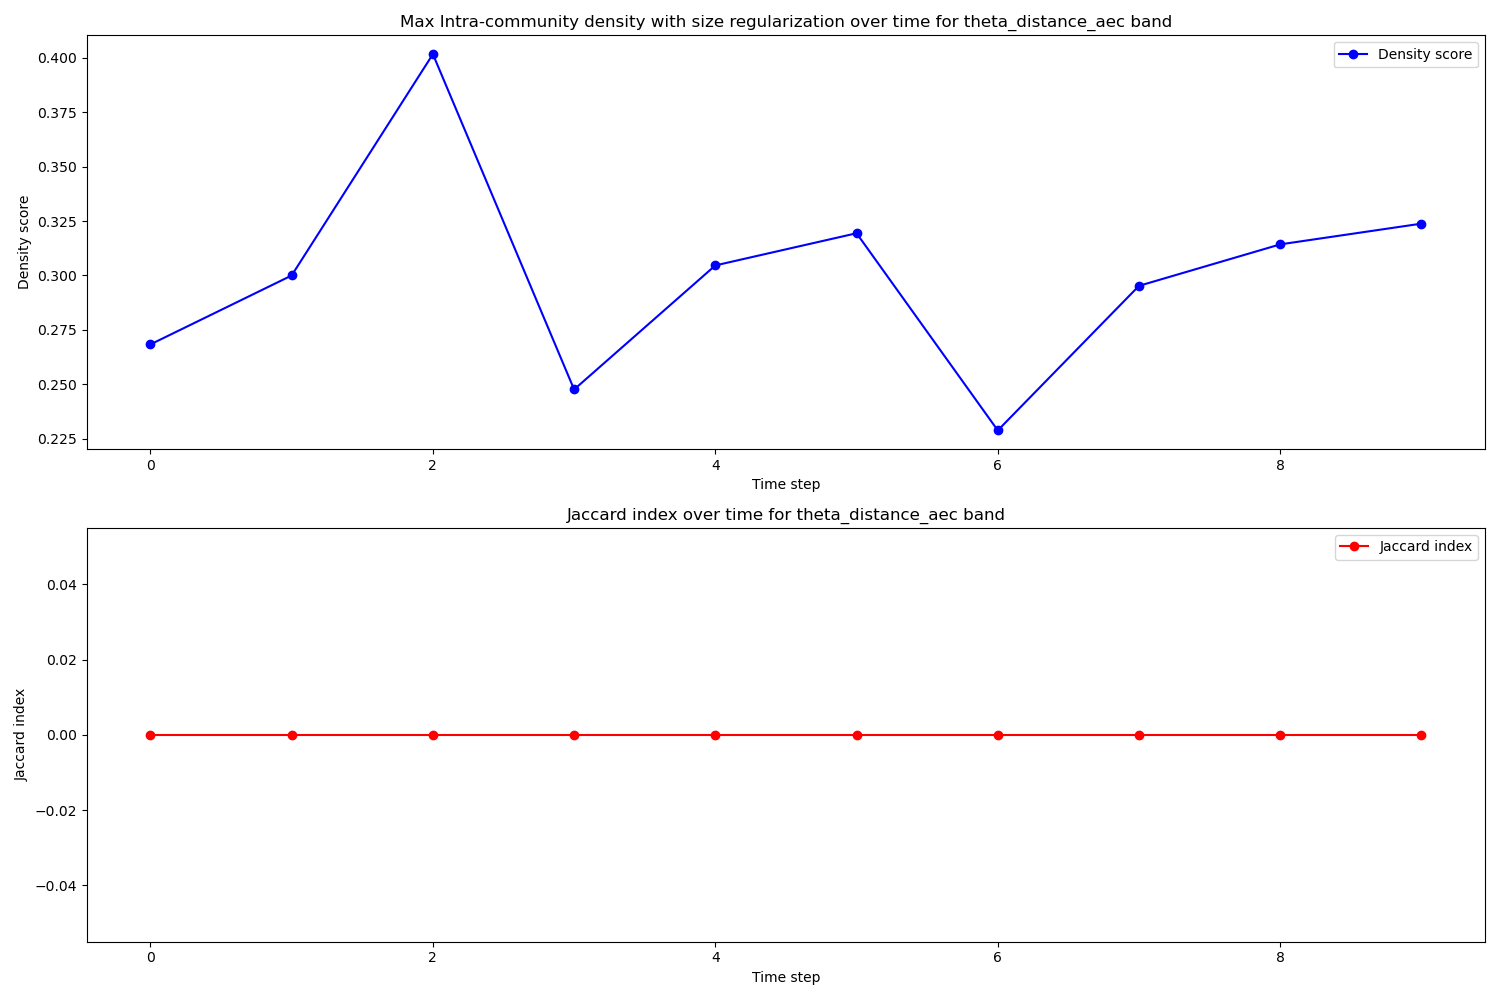 Max Intra-community density with size regularization over time for theta_distance_aec band
Density score
0.400
0.375
0.350
0.325
0.300
0.275
0.250
0.225
Density score
0 2 4 6 8
Time step
Jaccard index over time for theta_distance_aec band
Jaccard index
0.04
0.02
0.00
−0.02
−0.04
Jaccard index
0 2 4 6 8
Time step